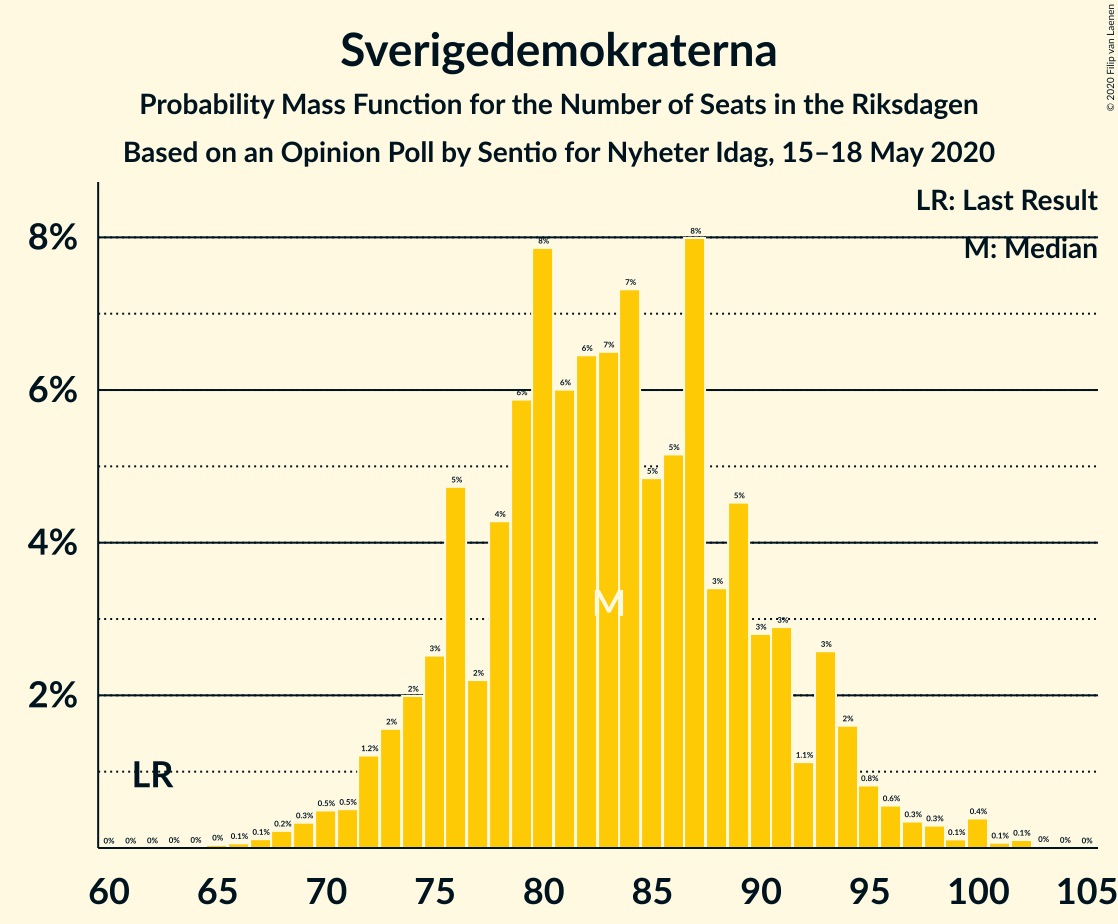 Sverigedemokraterna
Probability Mass Function for the Number of Seats in the Riksdagen
Based on an Opinion Poll by Sentio for Nyheter Idag, 15–18 May 2020
© 2020 Filip van Laenen
LR: Last Result
M: Median
8%
6%
4%
2%
0% 0% 0% 0% 0% 0% 0.1% 0.1% 0.2% 0.3% 0.5% 0.5% 1.2% 2% 2% 3% 5% 2% 4% 6% 8% 6% 6% 7% 7% 5% 5% 8% 3% 5% 3% 3% 1.1% 3% 2% 0.8% 0.6% 0.3% 0.3% 0.1% 0.4% 0.1% 0.1% 0% 0% 0%
LR
M
60 65 70 75 80 85 90 95 100 105